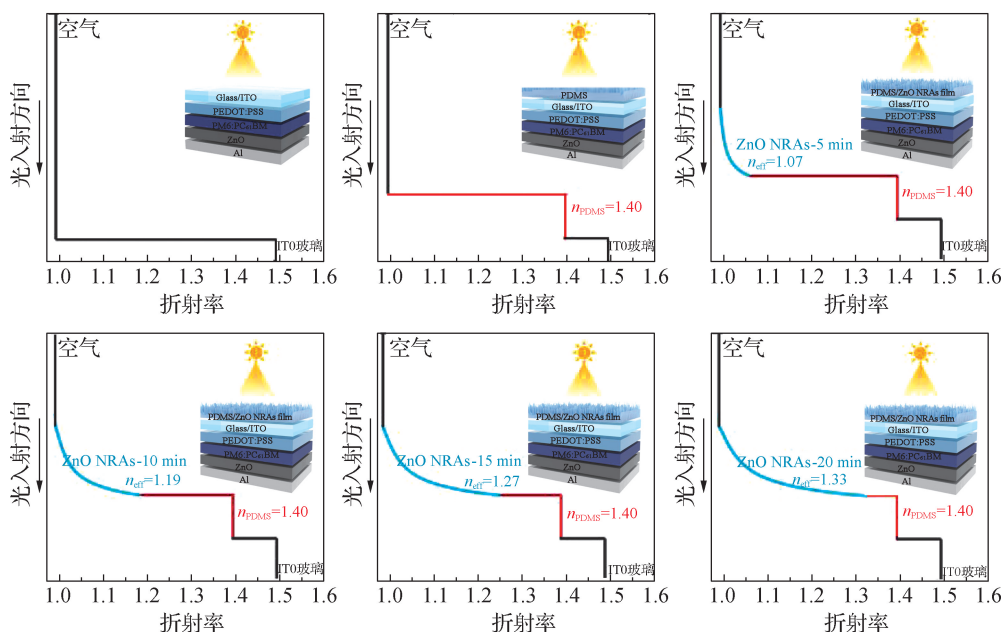 空气
Glass/ITO
PEDOT:PSS
PM6:PC₆₁BM
ZnO
Al
光入射方向
IT0玻璃
1.0 1.1 1.2 1.3 1.4 1.5 1.6
折射率
空气
PDMS
Glass/ITO
PEDOT:PSS
PM6:PC₆₁BM
ZnO
Al
光入射方向
nPDMS=1.40
IT0玻璃
1.0 1.1 1.2 1.3 1.4 1.5 1.6
折射率
空气
PDMS/ZnO NRAs film
Glass/ITO
PEDOT:PSS
PM6:PC₆₁BM
ZnO
Al
光入射方向
ZnO NRAs-5 min
neff=1.07
nPDMS=1.40
IT0玻璃
1.0 1.1 1.2 1.3 1.4 1.5 1.6
折射率
空气
PDMS/ZnO NRAs film
Glass/ITO
PEDOT:PSS
PM6:PC₆₁BM
ZnO
Al
光入射方向
ZnO NRAs-10 min
neff=1.19
nPDMS=1.40
IT0玻璃
1.0 1.1 1.2 1.3 1.4 1.5 1.6
折射率
空气
PDMS/ZnO NRAs film
Glass/ITO
PEDOT:PSS
PM6:PC₆₁BM
ZnO
Al
光入射方向
ZnO NRAs-15 min
neff=1.27
nPDMS=1.40
IT0玻璃
1.0 1.1 1.2 1.3 1.4 1.5 1.6
折射率
空气
PDMS/ZnO NRAs film
Glass/ITO
PEDOT:PSS
PM6:PC₆₁BM
ZnO
Al
光入射方向
ZnO NRAs-20 min
neff=1.33
nPDMS=1.40
IT0玻璃
1.0 1.1 1.2 1.3 1.4 1.5 1.6
折射率